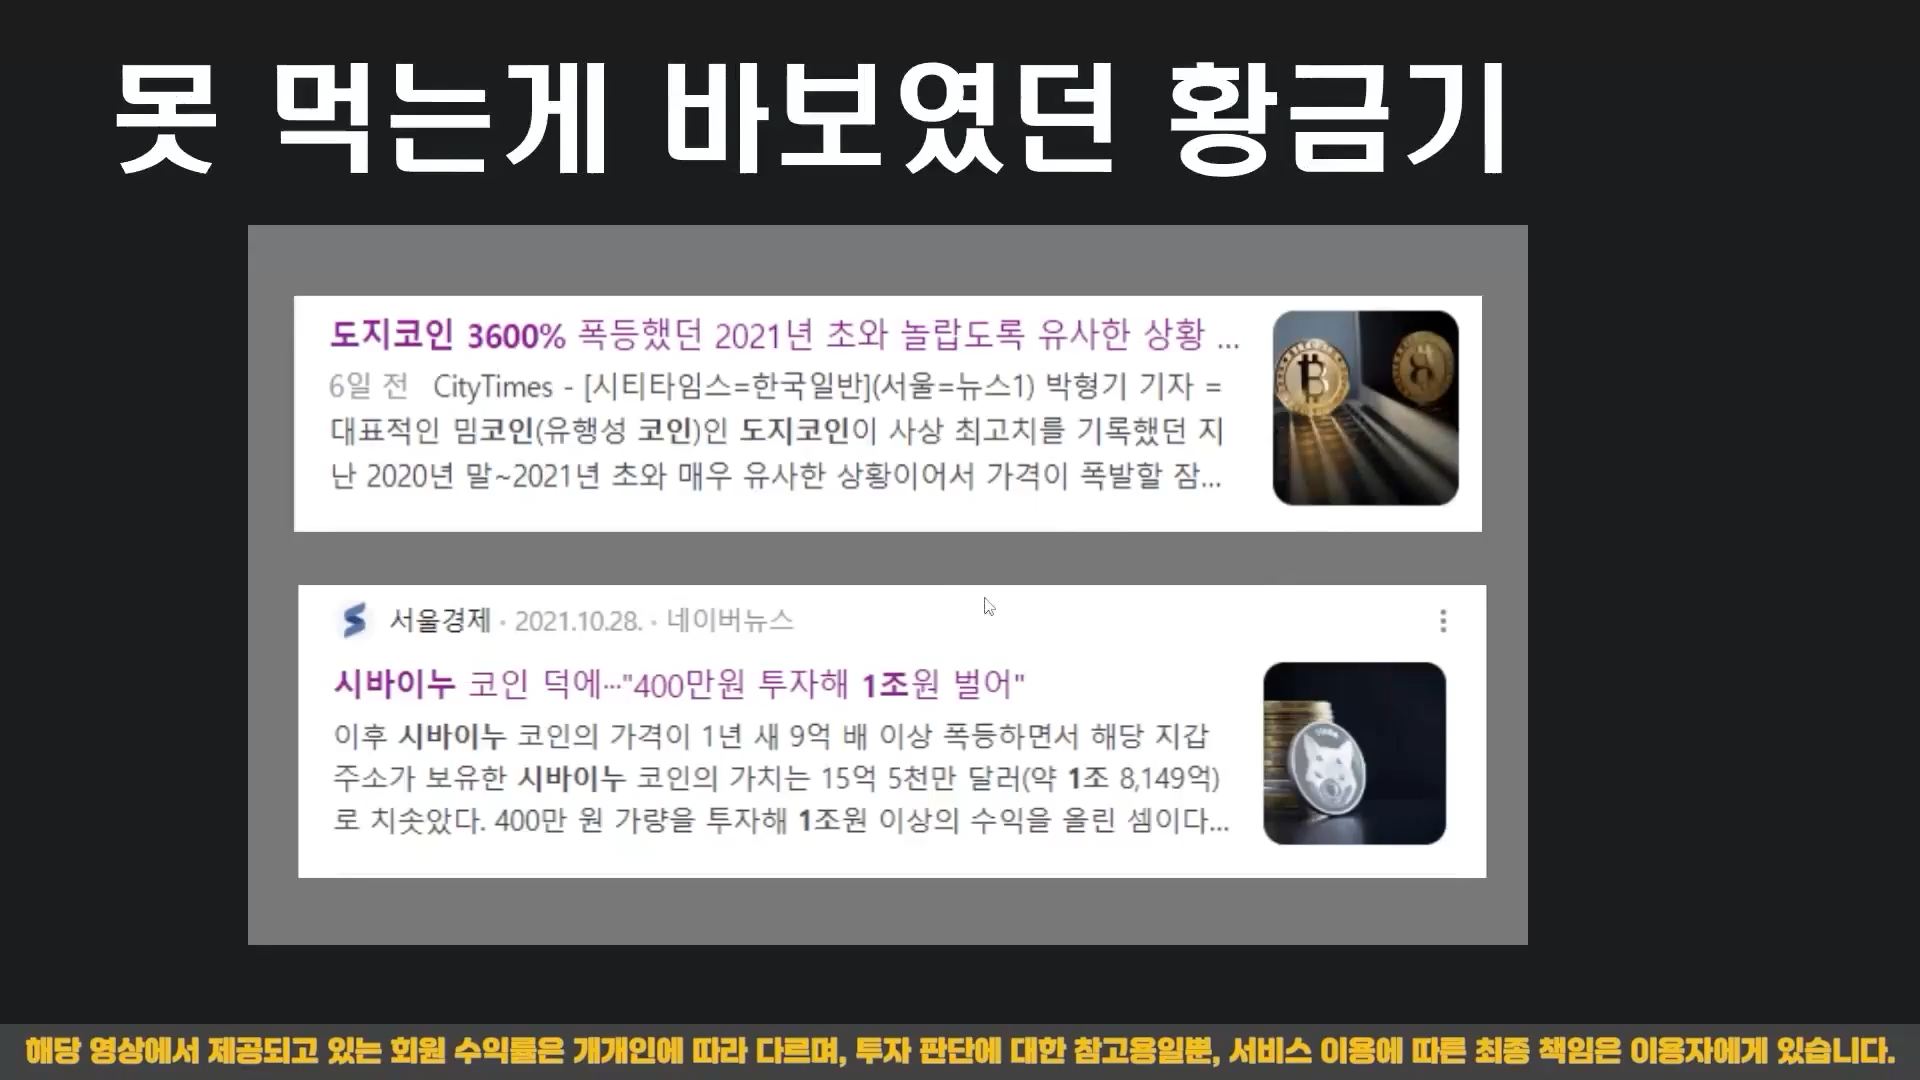 못 먹는게 바보였던 황금기
도지코인 3600% 폭등했던 2021년 초와 놀랍도록 유사한 상황 ...
6일 전 CityTimes - [시티타임스=한국일반](서울=뉴스1) 박형기 기자 =
대표적인 밈코인(유행성 코인)인 도지코인이 사상 최고치를 기록했던 지
난 2020년 말~2021년 초와 매우 유사한 상황이어서 가격이 폭발할 잠...
서울경제 · 2021.10.28. · 네이버뉴스
시바이누 코인 덕에…"400만원 투자해 1조원 벌어"
이후 시바이누 코인의 가격이 1년 새 9억 배 이상 폭등하면서 해당 지갑
주소가 보유한 시바이누 코인의 가치는 15억 5천만 달러(약 1조 8,149억)
로 치솟았다. 400만 원 가량을 투자해 1조원 이상의 수익을 올린 셈이다...
해당 영상에서 제공되고 있는 회원 수익률은 개개인에 따라 다르며, 투자 판단에 대한 참고용일뿐, 서비스 이용에 따른 최종 책임은 이용자에게 있습니다.